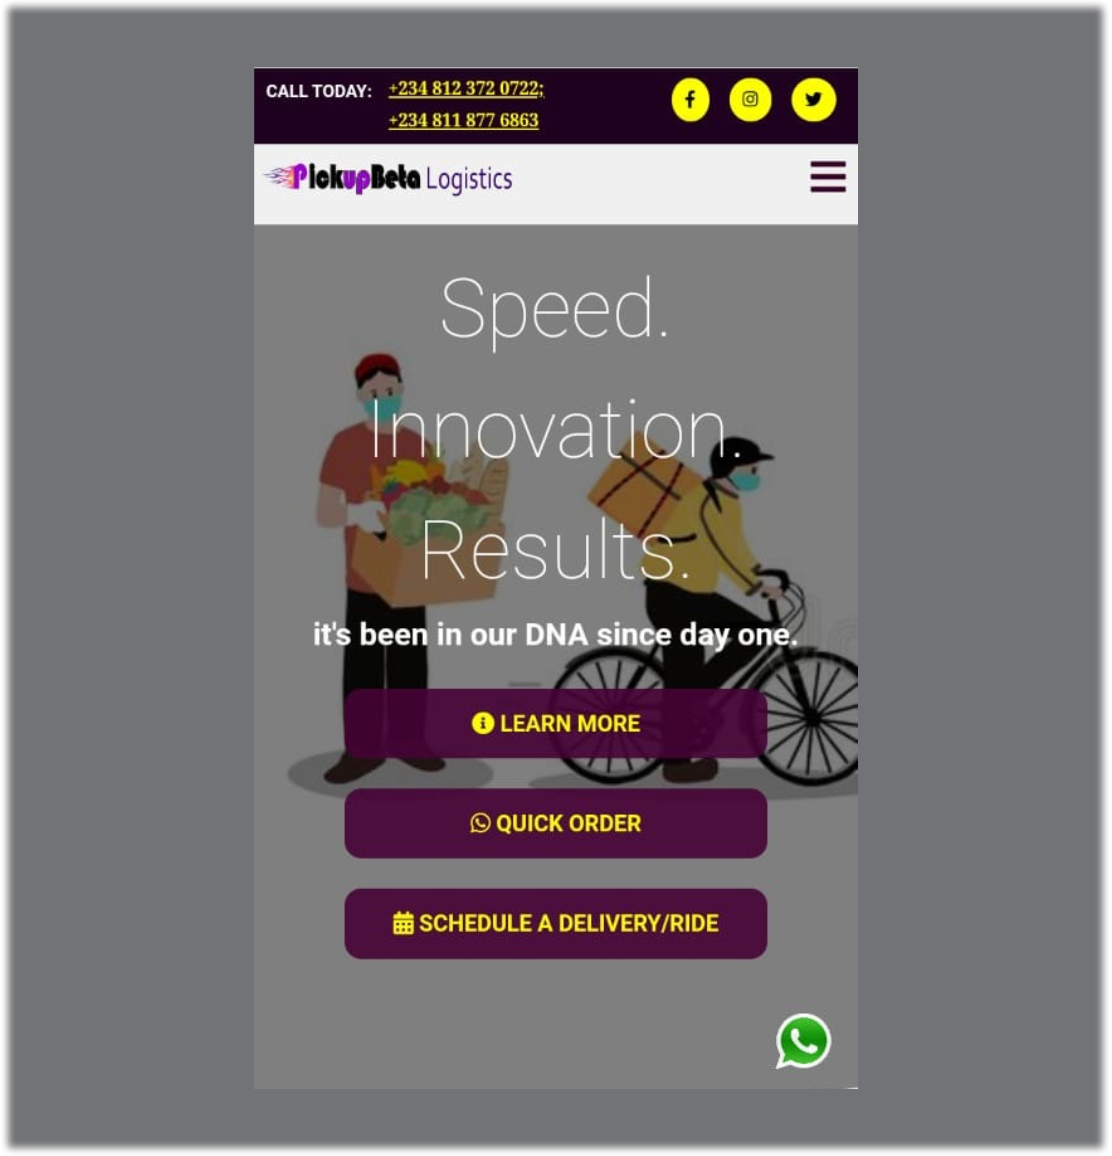 CALL TODAY: +234 812 372 0722;
+234 811 877 6863
PickupBeta Logistics
Speed.
Innovation.
Results.
it's been in our DNA since day one.
LEARN MORE
QUICK ORDER
SCHEDULE A DELIVERY/RIDE